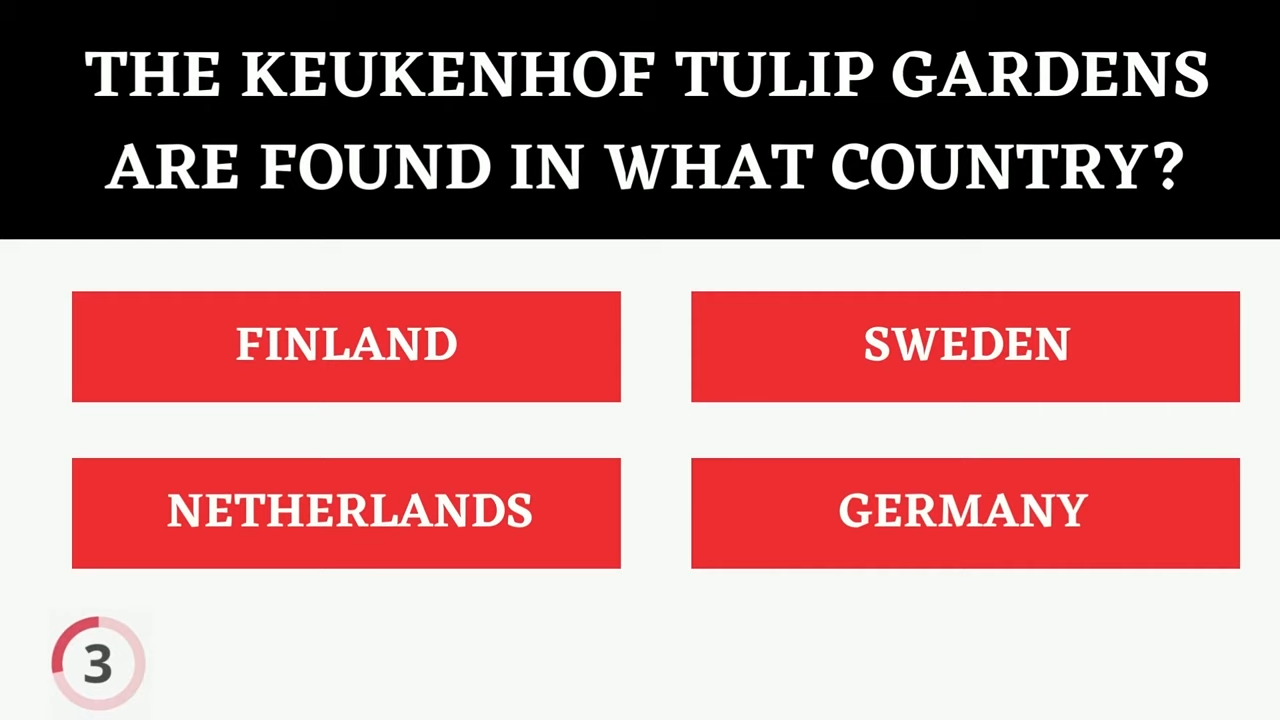 THE KEUKENHOF TULIP GARDENS
ARE FOUND IN WHAT COUNTRY?
FINLAND
SWEDEN
NETHERLANDS
GERMANY
3